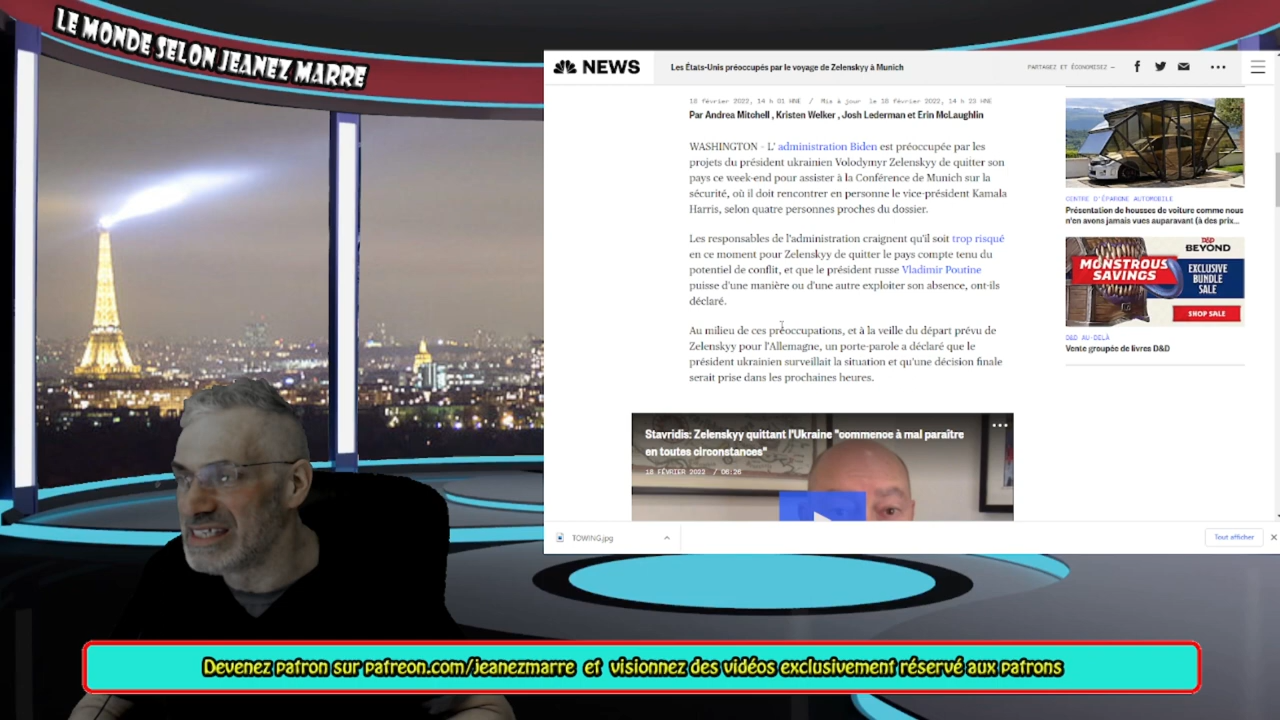 LE MONDE SELON JEANEZ MARRE
NEWS
Les États-Unis préoccupés par le voyage de Zelenskyy à Munich
PARTAGEZ ET ÉCONOMISEZ —
18 février 2022, 14 h 01 HNE / Mis à jour le 18 février 2022, 14 h 23 HNE
Par Andrea Mitchell , Kristen Welker , Josh Lederman et Erin McLaughlin
WASHINGTON - L' administration Biden est préoccupée par les
projets du président ukrainien Volodymyr Zelenskyy de quitter son
pays ce week-end pour assister à la Conférence de Munich sur la
sécurité, où il doit rencontrer en personne le vice-président Kamala
Harris, selon quatre personnes proches du dossier.
Les responsables de l'administration craignent qu'il soit trop risqué
en ce moment pour Zelenskyy de quitter le pays compte tenu du
potentiel de conflit, et que le président russe Vladimir Poutine
puisse d'une manière ou d'une autre exploiter son absence, ont-ils
déclaré.
Au milieu de ces préoccupations, et à la veille du départ prévu de
Zelenskyy pour l'Allemagne, un porte-parole a déclaré que le
président ukrainien surveillait la situation et qu'une décision finale
serait prise dans les prochaines heures.
Stavridis: Zelenskyy quittant l'Ukraine "commence à mal paraître
en toutes circonstances"
18 FÉVRIER 2022 / 06:26
CENTRE D'ÉPARGNE AUTOMOBILE
Présentation de housses de voiture comme nous
n'en avons jamais vues auparavant (à des prix...
D&D
BEYOND
MONSTROUS
SAVINGS
EXCLUSIVE
BUNDLE
SALE
SHOP SALE
D&D AU-DELÀ
Vente groupée de livres D&D
TOWING.jpg
Tout afficher
Devenez patron sur patreon.com/jeanezmarre et visionnez des vidéos exclusivement réservé aux patrons